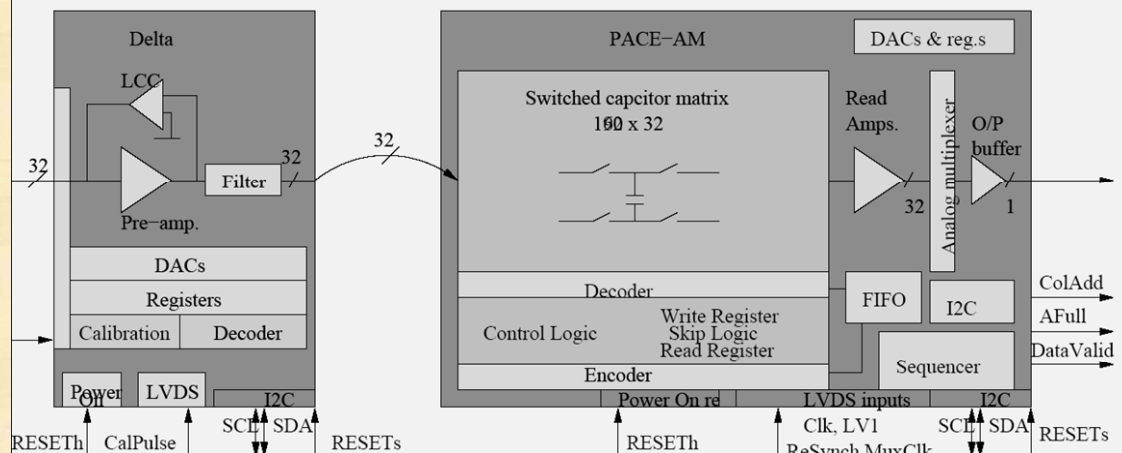 Delta
LCC
32
32
Filter
Pre-amp.
DACs
Registers
Calibration
Decoder
Power
LVDS
I2C
RESETh
CalPulse
SCL
SDA
RESETs
32
PACE-AM
DACs & reg.s
Switched capcitor matrix
x 32
Read
Amps.
32
Analog multiplexer
O/P
buffer
1
Decoder
Control Logic
Write Register
Skip Logic
Read Register
Encoder
FIFO
I2C
Sequencer
ColAdd
AFull
DataValid
Power On re
LVDS inputs
I2C
RESETh
Clk, LV1
ReSynch MuxClk
SCL
SDA
RESETs